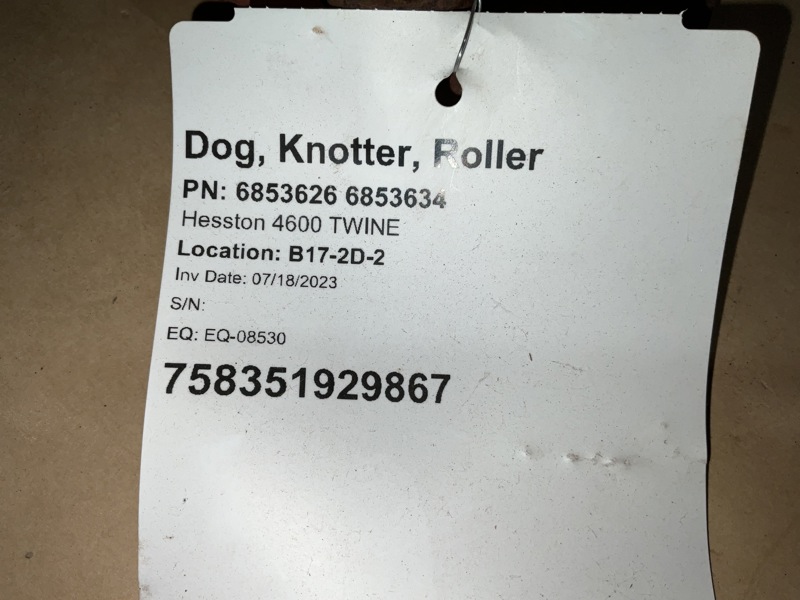 Dog, Knotter, Roller
PN: 6853626 6853634
Hesston 4600 TWINE
Location: B17-2D-2
Inv Date: 07/18/2023
S/N:
EQ: EQ-08530
758351929867